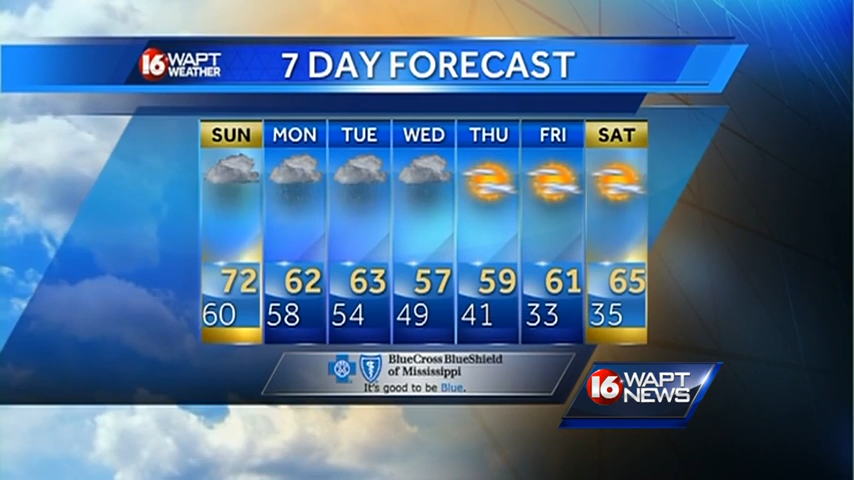 16 WAPT
WEATHER
7 DAY FORECAST
SUN MON TUE WED THU FRI SAT
72 62 63 57 59 61 65
60 58 54 49 41 33 35
BlueCross BlueShield
of Mississippi
It's good to be Blue.
16 WAPT
NEWS